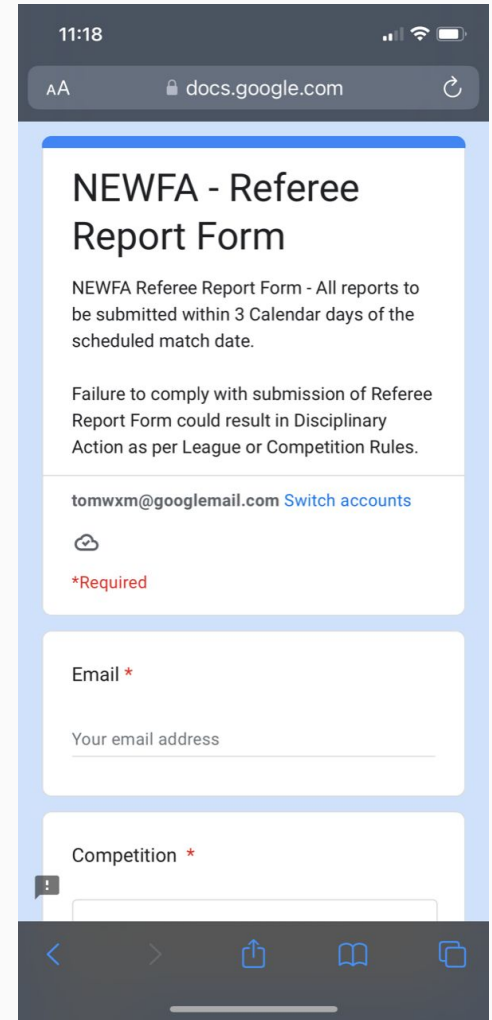 11:18
AA docs.google.com
NEWFA - Referee
Report Form
NEWFA Referee Report Form - All reports to
be submitted within 3 Calendar days of the
scheduled match date.
Failure to comply with submission of Referee
Report Form could result in Disciplinary
Action as per League or Competition Rules.
tomwxm@googlemail.com Switch accounts
*Required
Email *
Your email address
Competition *